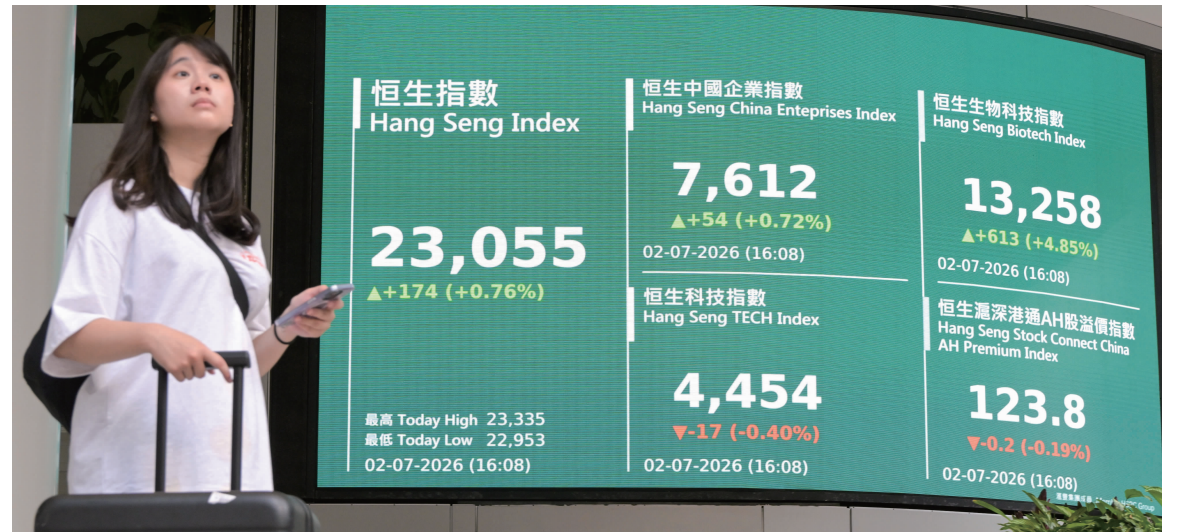 恒生指數
Hang Seng Index
23,055
▲+174 (+0.76%)
最高 Today High 23,335
最低 Today Low 22,953
02-07-2026 (16:08)
恒生中國企業指數
Hang Seng China Enteprises Index
7,612
▲+54 (+0.72%)
02-07-2026 (16:08)
恒生科技指數
Hang Seng TECH Index
4,454
▼-17 (-0.40%)
02-07-2026 (16:08)
恒生生物科技指數
Hang Seng Biotech Index
13,258
▲+613 (+4.85%)
02-07-2026 (16:08)
恒生滬深港通AH股溢價指數
Hang Seng Stock Connect China
AH Premium Index
123.8
▼-0.2 (-0.19%)
02-07-2026 (16:08)